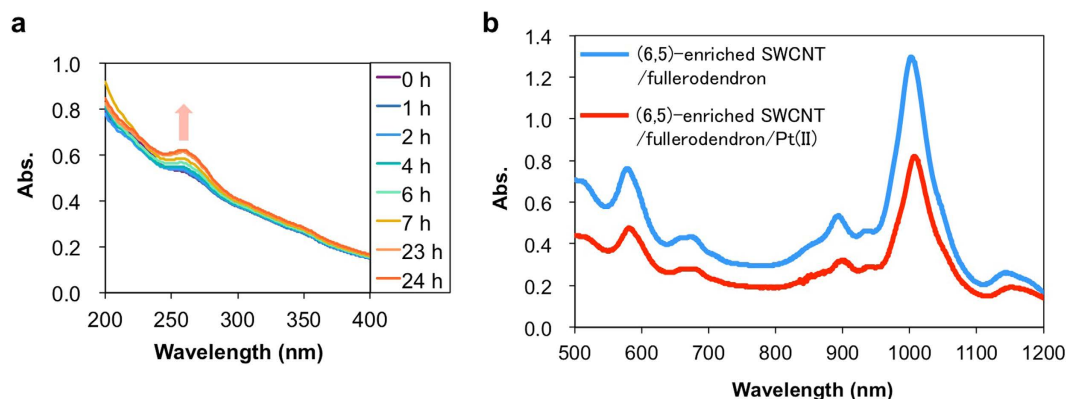 a
Abs.
1.0
0.8
0.6
0.4
0.2
0.0
200 250 300 350 400
Wavelength (nm)
0 h
1 h
2 h
4 h
6 h
7 h
23 h
24 h
b
Abs.
1.4
1.2
1.0
0.8
0.6
0.4
0.2
0.0
500 600 700 800 900 1000 1100 1200
Wavelength (nm)
(6,5)-enriched SWCNT
/fullerodendron
(6,5)-enriched SWCNT
/fullerodendron/Pt(II)